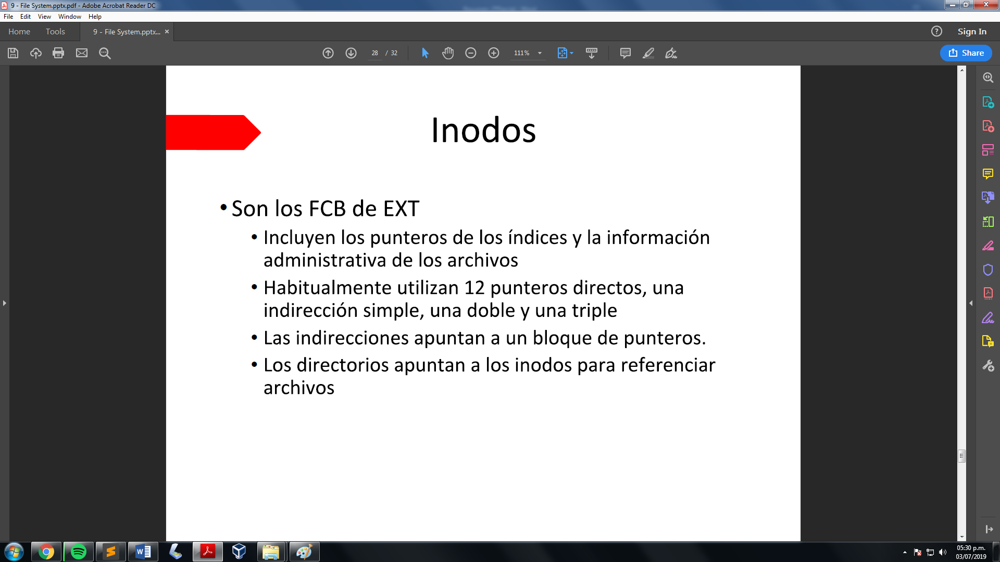 9 - File System.pptx.pdf - Adobe Acrobat Reader DC
File Edit View Window Help
Home Tools 9 - File System.pptx... × Sign In
28 / 32 111% Share
Inodos
• Son los FCB de EXT
• Incluyen los punteros de los índices y la información
administrativa de los archivos
• Habitualmente utilizan 12 punteros directos, una
indirección simple, una doble y una triple
• Las indirecciones apuntan a un bloque de punteros.
• Los directorios apuntan a los inodos para referenciar
archivos
05:30 p.m.
03/07/2019